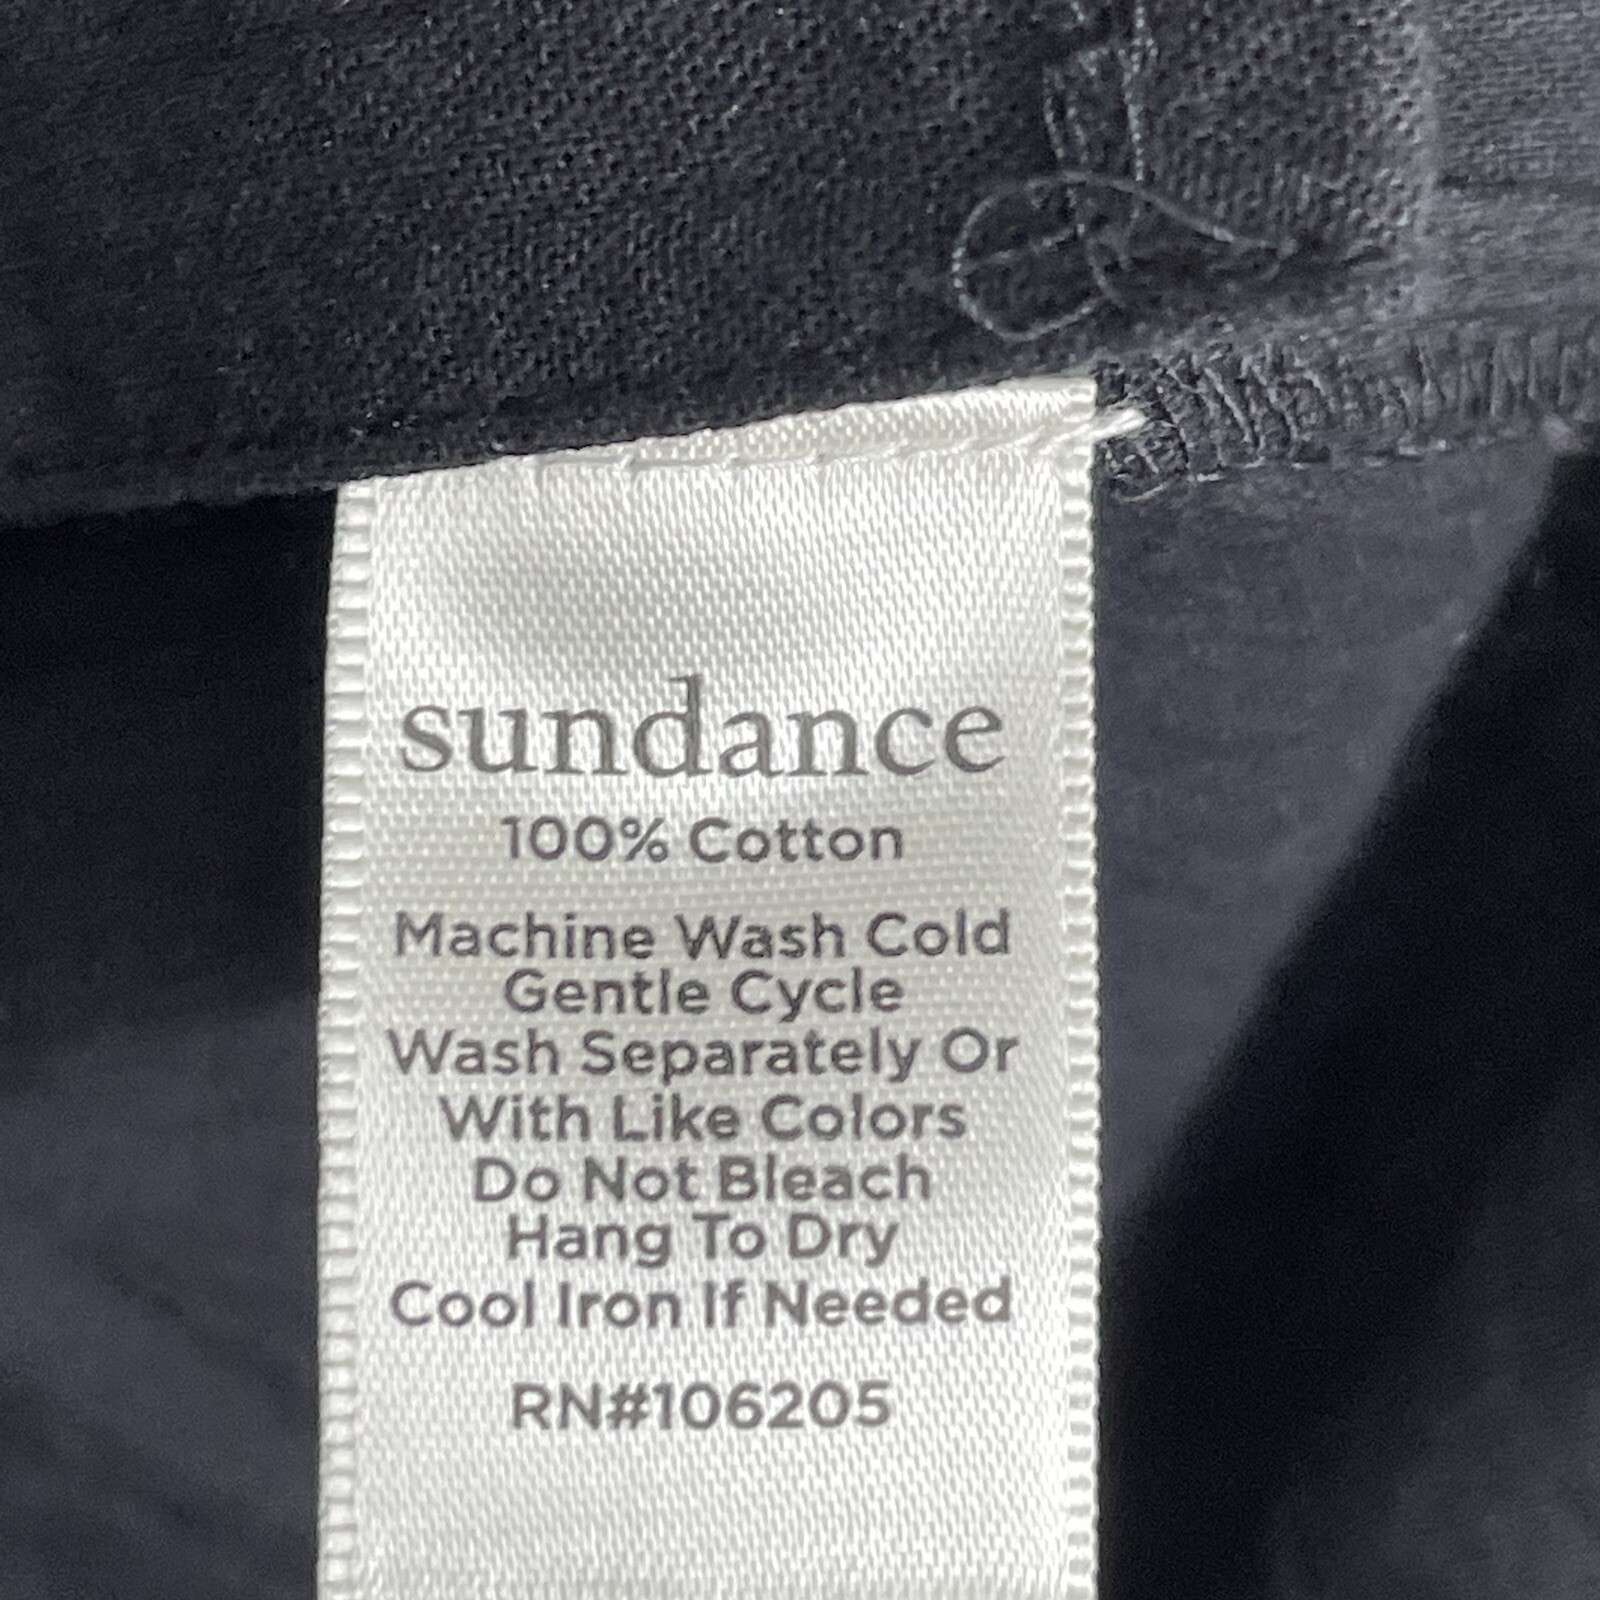 sundance
100% Cotton
Machine Wash Cold
Gentle Cycle
Wash Separately Or
With Like Colors
Do Not Bleach
Hang To Dry
Cool Iron If Needed
RN#106205